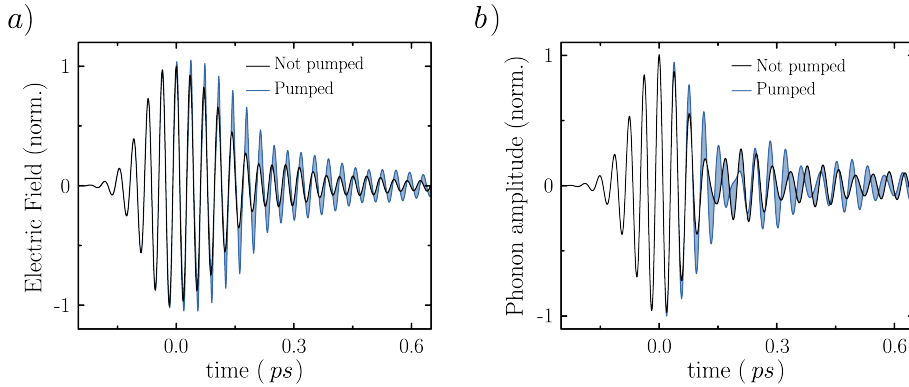 a)
Electric Field (norm.)
1
0
-1
Not pumped
Pumped
0.0
0.3
0.6
time ( ps)
b)
Phonon amplitude (norm.)
1
0
-1
Not pumped
Pumped
0.0
0.3
0.6
time ( ps)